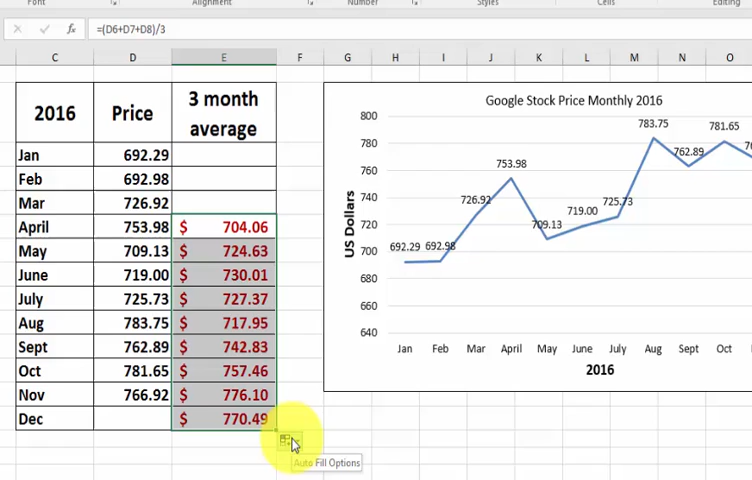 Font Alignment Number Styles Cells Editing
fx =(D6+D7+D8)/3
C D E F G H I J K L M N O
2016 Price 3 month average
Jan 692.29
Feb 692.98
Mar 726.92
April 753.98 $ 704.06
May 709.13 $ 724.63
June 719.00 $ 730.01
July 725.73 $ 727.37
Aug 783.75 $ 717.95
Sept 762.89 $ 742.83
Oct 781.65 $ 757.46
Nov 766.92 $ 776.10
Dec $ 770.49
Auto Fill Options
Google Stock Price Monthly 2016
US Dollars
800
780
760
740
720
700
680
660
640
692.29 692.98 726.92 753.98 709.13 719.00 725.73 783.75 762.89 781.65
Jan Feb Mar April May June July Aug Sept Oct
2016